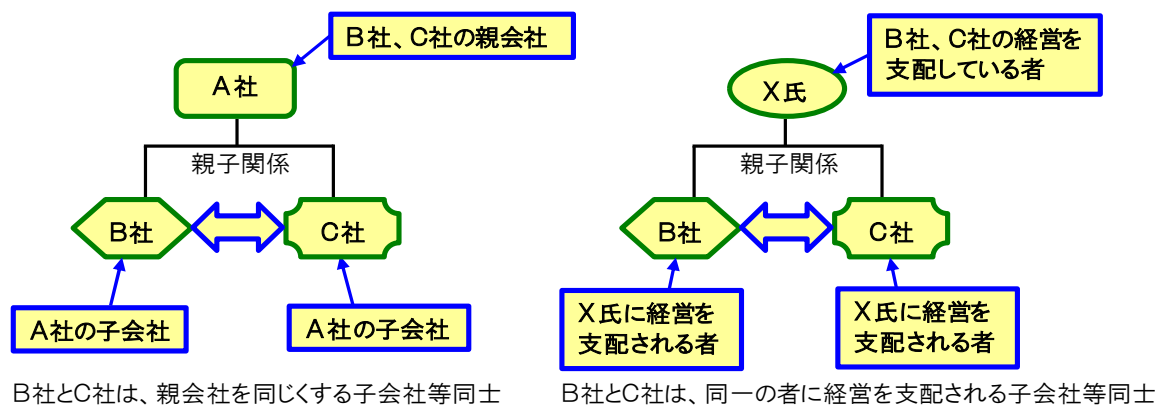 B社、C社の親会社
A社
親子関係
B社
C社
A社の子会社
A社の子会社
B社とC社は、親会社を同じくする子会社等同士
B社、C社の経営を
支配している者
X氏
親子関係
B社
C社
X氏に経営を
支配される者
X氏に経営を
支配される者
B社とC社は、同一の者に経営を支配される子会社等同士